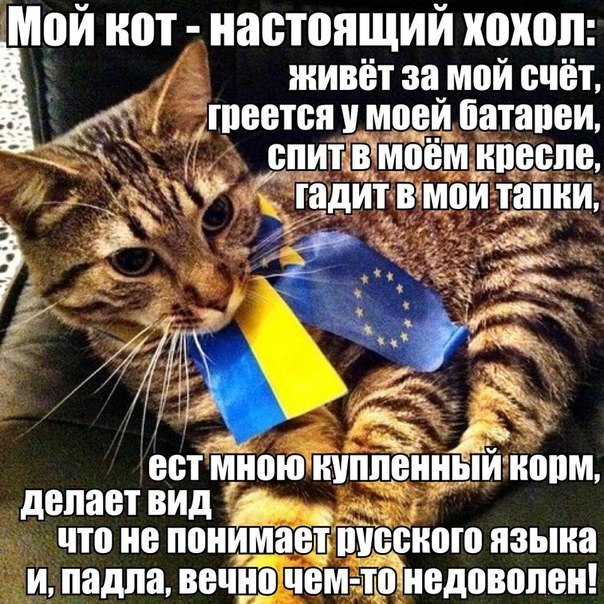 Мой кот - настоящий хохол:
живёт за мой счёт,
греется у моей батареи,
спит в моём кресле,
гадит в мои тапки,
ест мною купленный корм,
делает вид
что не понимает русского языка
и, падла, вечно чем-то недоволен!